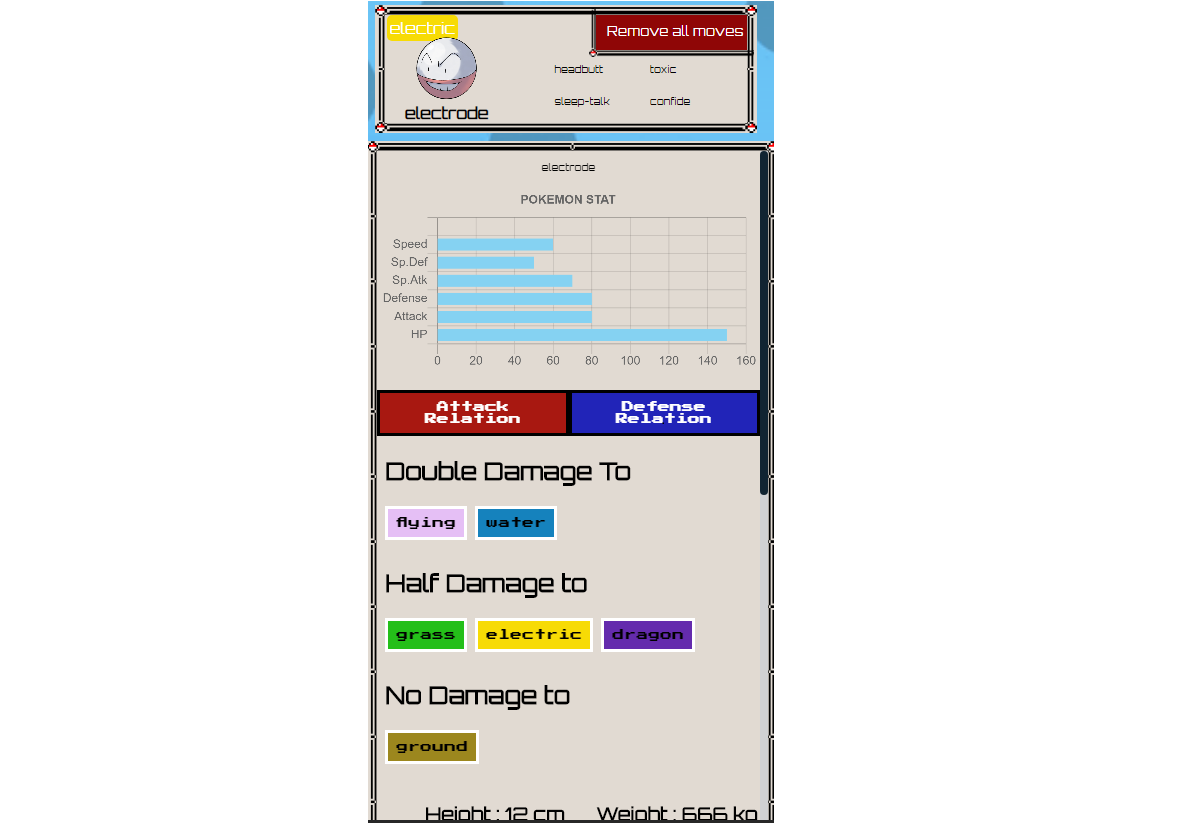 electric
Remove all moves
headbutt toxic
sleep-talk confide
electrode
electrode
POKEMON STAT
Speed
Sp.Def
Sp.Atk
Defense
Attack
HP
0 20 40 60 80 100 120 140 160
Attack Defense
Relation Relation
Double Damage To
flying water
Half Damage to
grass electric dragon
No Damage to
ground
Height : 12 cm Weight : 666 kg